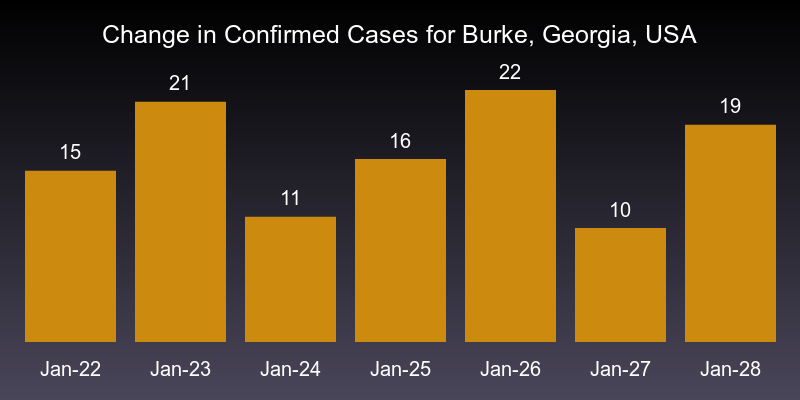 Change in Confirmed Cases for Burke, Georgia, USA
15
21
11
16
22
10
19
Jan-22
Jan-23
Jan-24
Jan-25
Jan-26
Jan-27
Jan-28